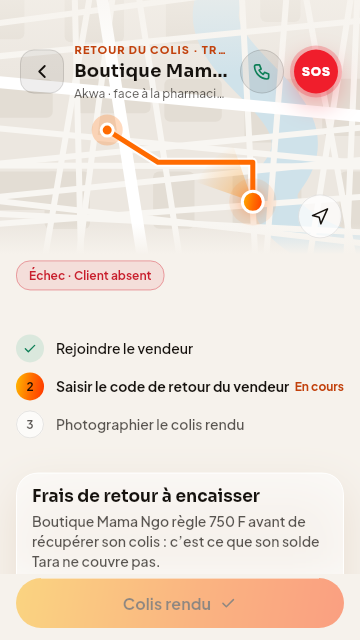 RETOUR DU COLIS · TR…
Boutique Mam…
Akwa · face à la pharmaci…
SOS
Échec · Client absent
Rejoindre le vendeur
2 Saisir le code de retour du vendeur En cours
3 Photographier le colis rendu
Frais de retour à encaisser
Boutique Mama Ngo règle 750 F avant de
récupérer son colis : c’est ce que son solde
Tara ne couvre pas.
Colis rendu